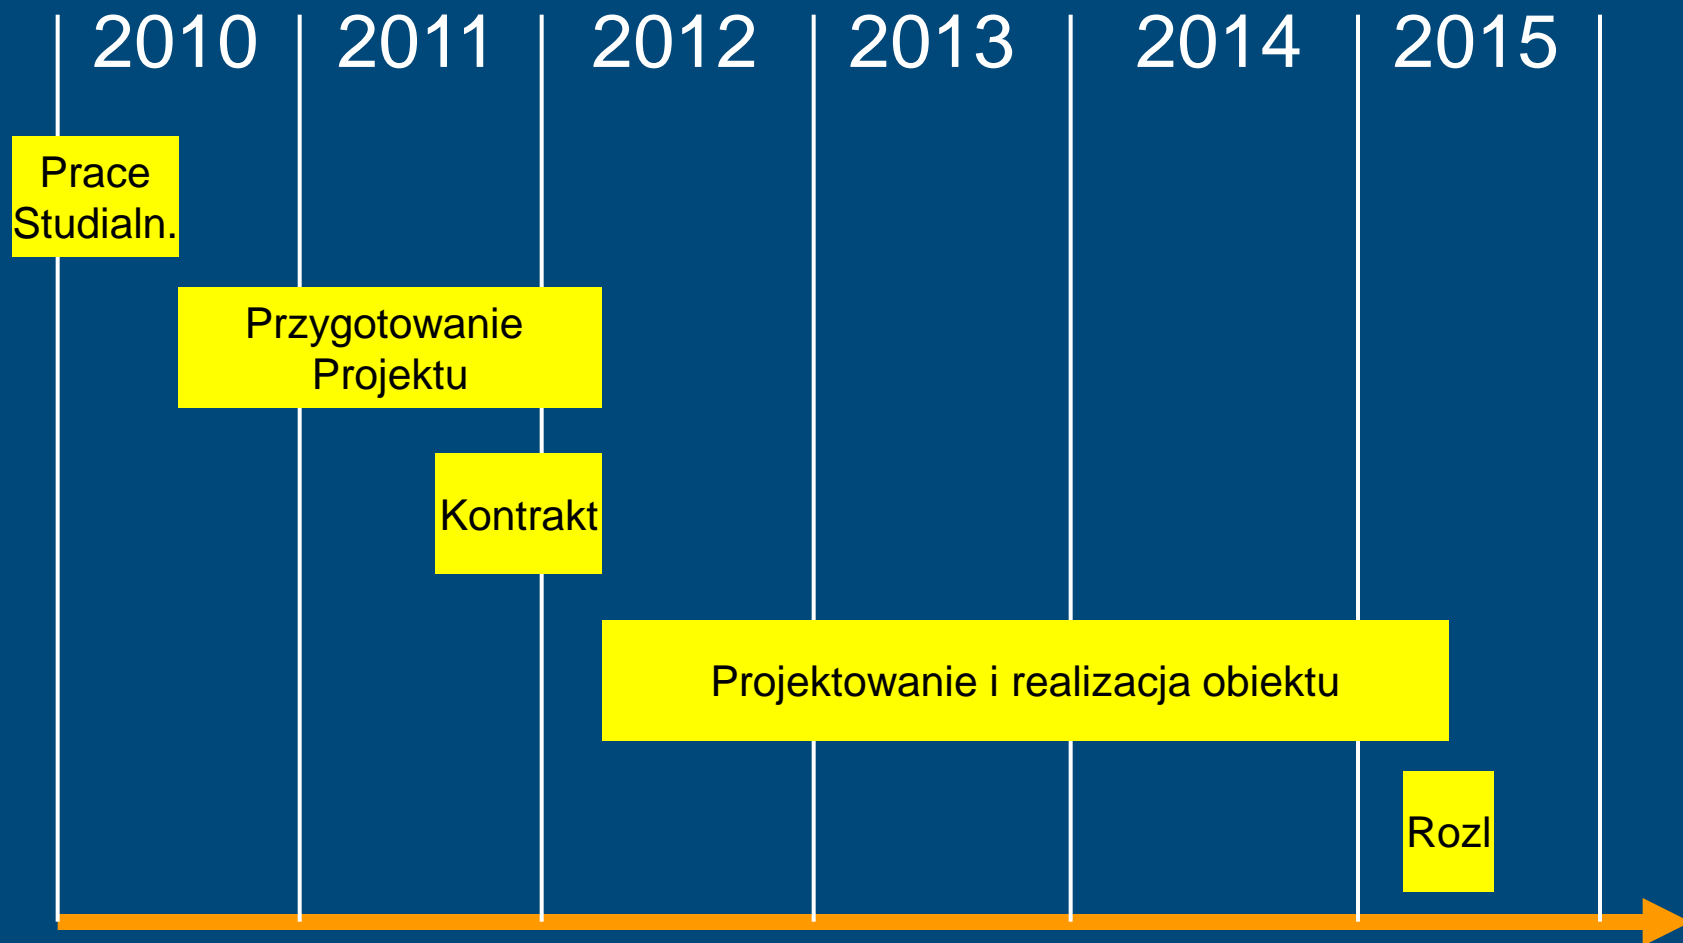 2010 2011 2012 2013 2014 2015
Prace
Studialn.
Przygotowanie
Projektu
Kontrakt
Projektowanie i realizacja obiektu
Rozl